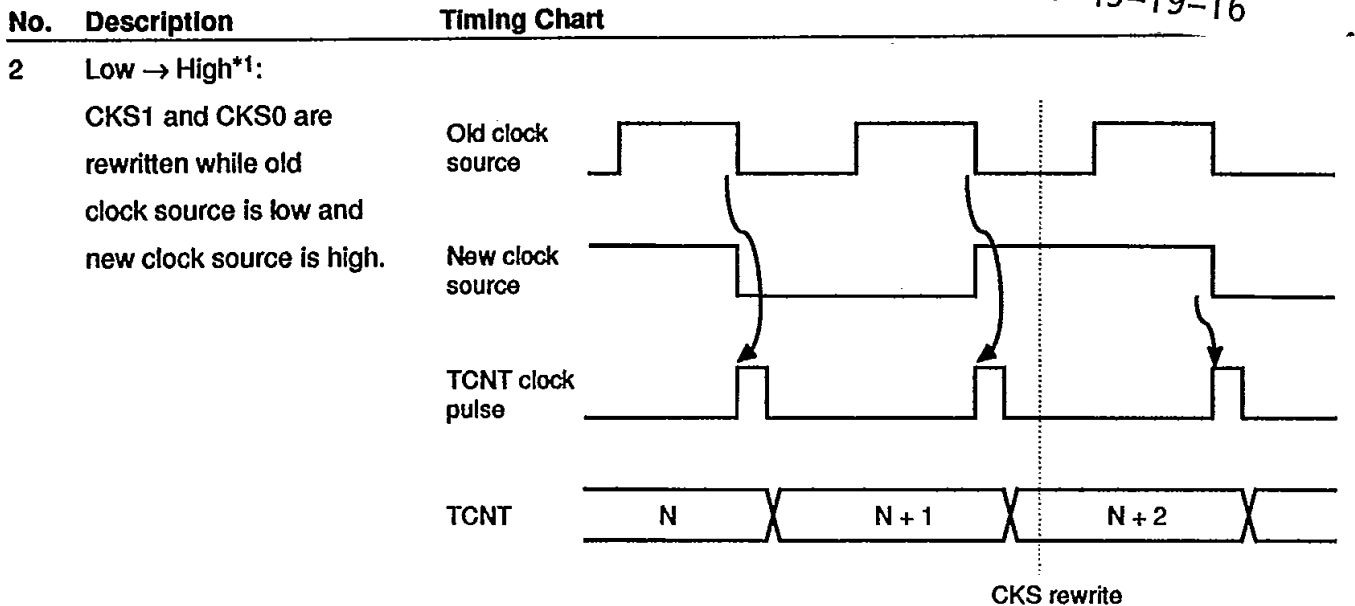 No. Description Timing Chart
2 Low → High*1:
CKS1 and CKS0 are
rewritten while old
clock source is low and
new clock source is high.
Old clock
source
New clock
source
TCNT clock
pulse
TCNT N N + 1 N + 2
CKS rewrite